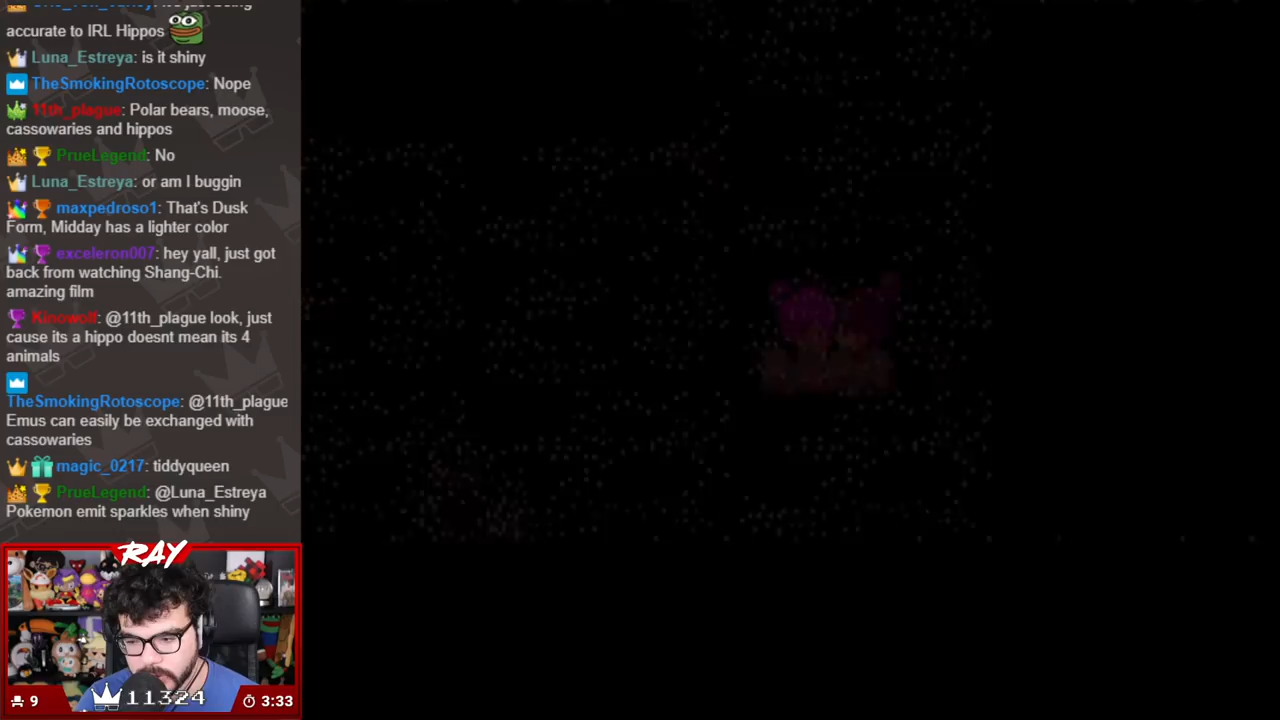 accurate to IRL Hippos
Luna_Estreya: is it shiny
TheSmokingRotoscope: Nope
11th_plague: Polar bears, moose,
cassowaries and hippos
PrueLegend: No
Luna_Estreya: or am I buggin
maxpedroso1: That's Dusk
Form, Midday has a lighter color
exceleron007: hey yall, just got
back from watching Shang-Chi.
amazing film
Kinowolf: @11th_plague look, just
cause its a hippo doesnt mean its 4
animals
TheSmokingRotoscope: @11th_plague
Emus can easily be exchanged with
cassowaries
magic_0217: tiddyqueen
PrueLegend: @Luna_Estreya
Pokemon emit sparkles when shiny
RAY
9
11324
3:33